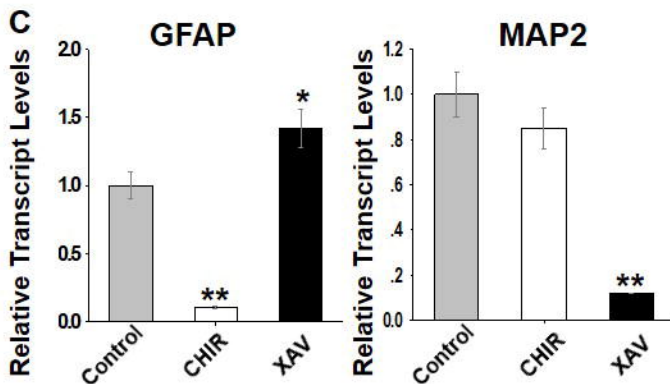 C
GFAP
Relative Transcript Levels
2.0
1.5
1.0
0.5
0.0
*
**
Control
CHIR
XAV
MAP2
Relative Transcript Levels
1.2
1.0
.8
.6
.4
.2
.0
**
Control
CHIR
XAV